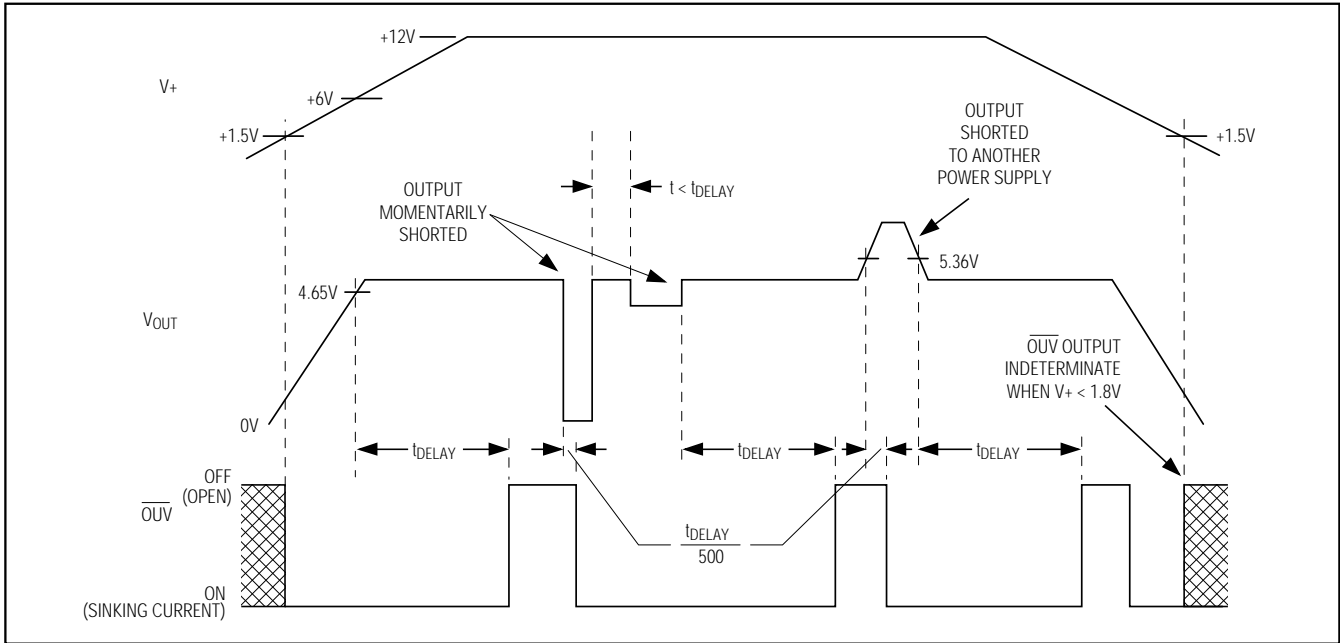 +12V
V+
+6V
+1.5V
OUTPUT
SHORTED
TO ANOTHER
POWER SUPPLY
+1.5V
t < tDELAY
OUTPUT
MOMENTARILY
SHORTED
5.36V
4.65V
VOUT
OUV OUTPUT
INDETERMINATE
WHEN V+ < 1.8V
0V
tDELAY
tDELAY
tDELAY
OFF
(OPEN)
OUV
tDELAY
500
ON
(SINKING CURRENT)